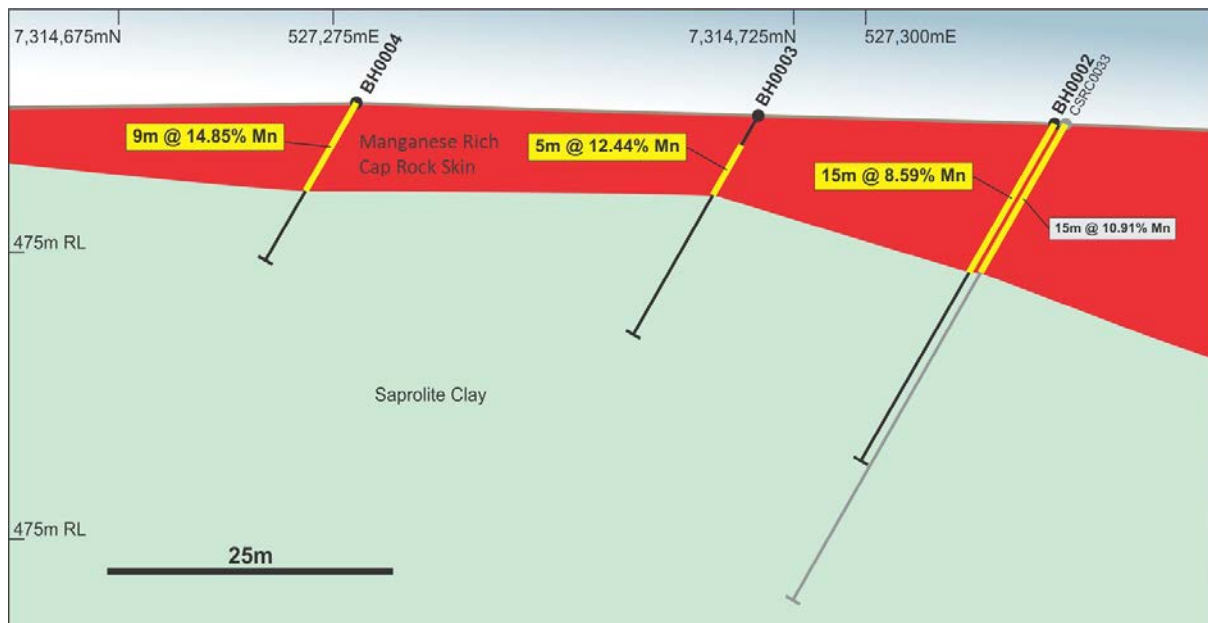 7,314,675mN
527,275mE
7,314,725mN
527,300mE
BH0004
BH0003
BH0002
CSRC0033
9m @ 14.85% Mn
Manganese Rich
Cap Rock Skin
5m @ 12.44% Mn
15m @ 8.59% Mn
15m @ 10.91% Mn
475m RL
Saprolite Clay
475m RL
25m